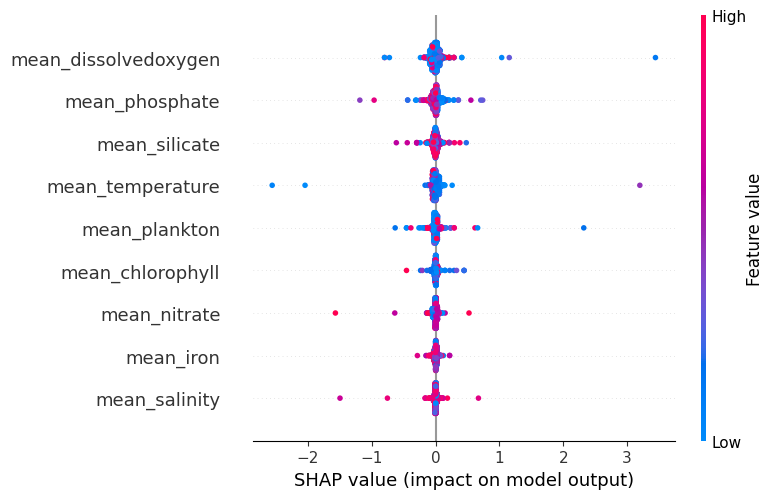 High
mean_dissolvedoxygen
mean_phosphate
mean_silicate
mean_temperature
mean_plankton
mean_chlorophyll
mean_nitrate
mean_iron
mean_salinity
Feature value
Low
−2 −1 0 1 2 3
SHAP value (impact on model output)